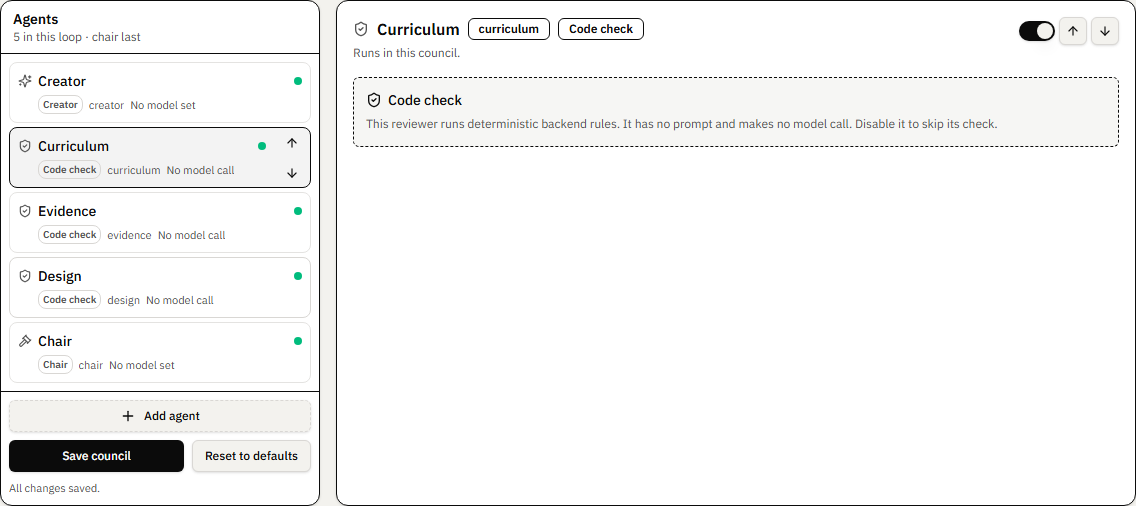 Agents
5 in this loop · chair last
Creator
Creator creator No model set
Curriculum
Code check curriculum No model call
Evidence
Code check evidence No model call
Design
Code check design No model call
Chair
Chair chair No model set
Add agent
Save council Reset to defaults
All changes saved.
Curriculum curriculum Code check
Runs in this council.
Code check
This reviewer runs deterministic backend rules. It has no prompt and makes no model call. Disable it to skip its check.